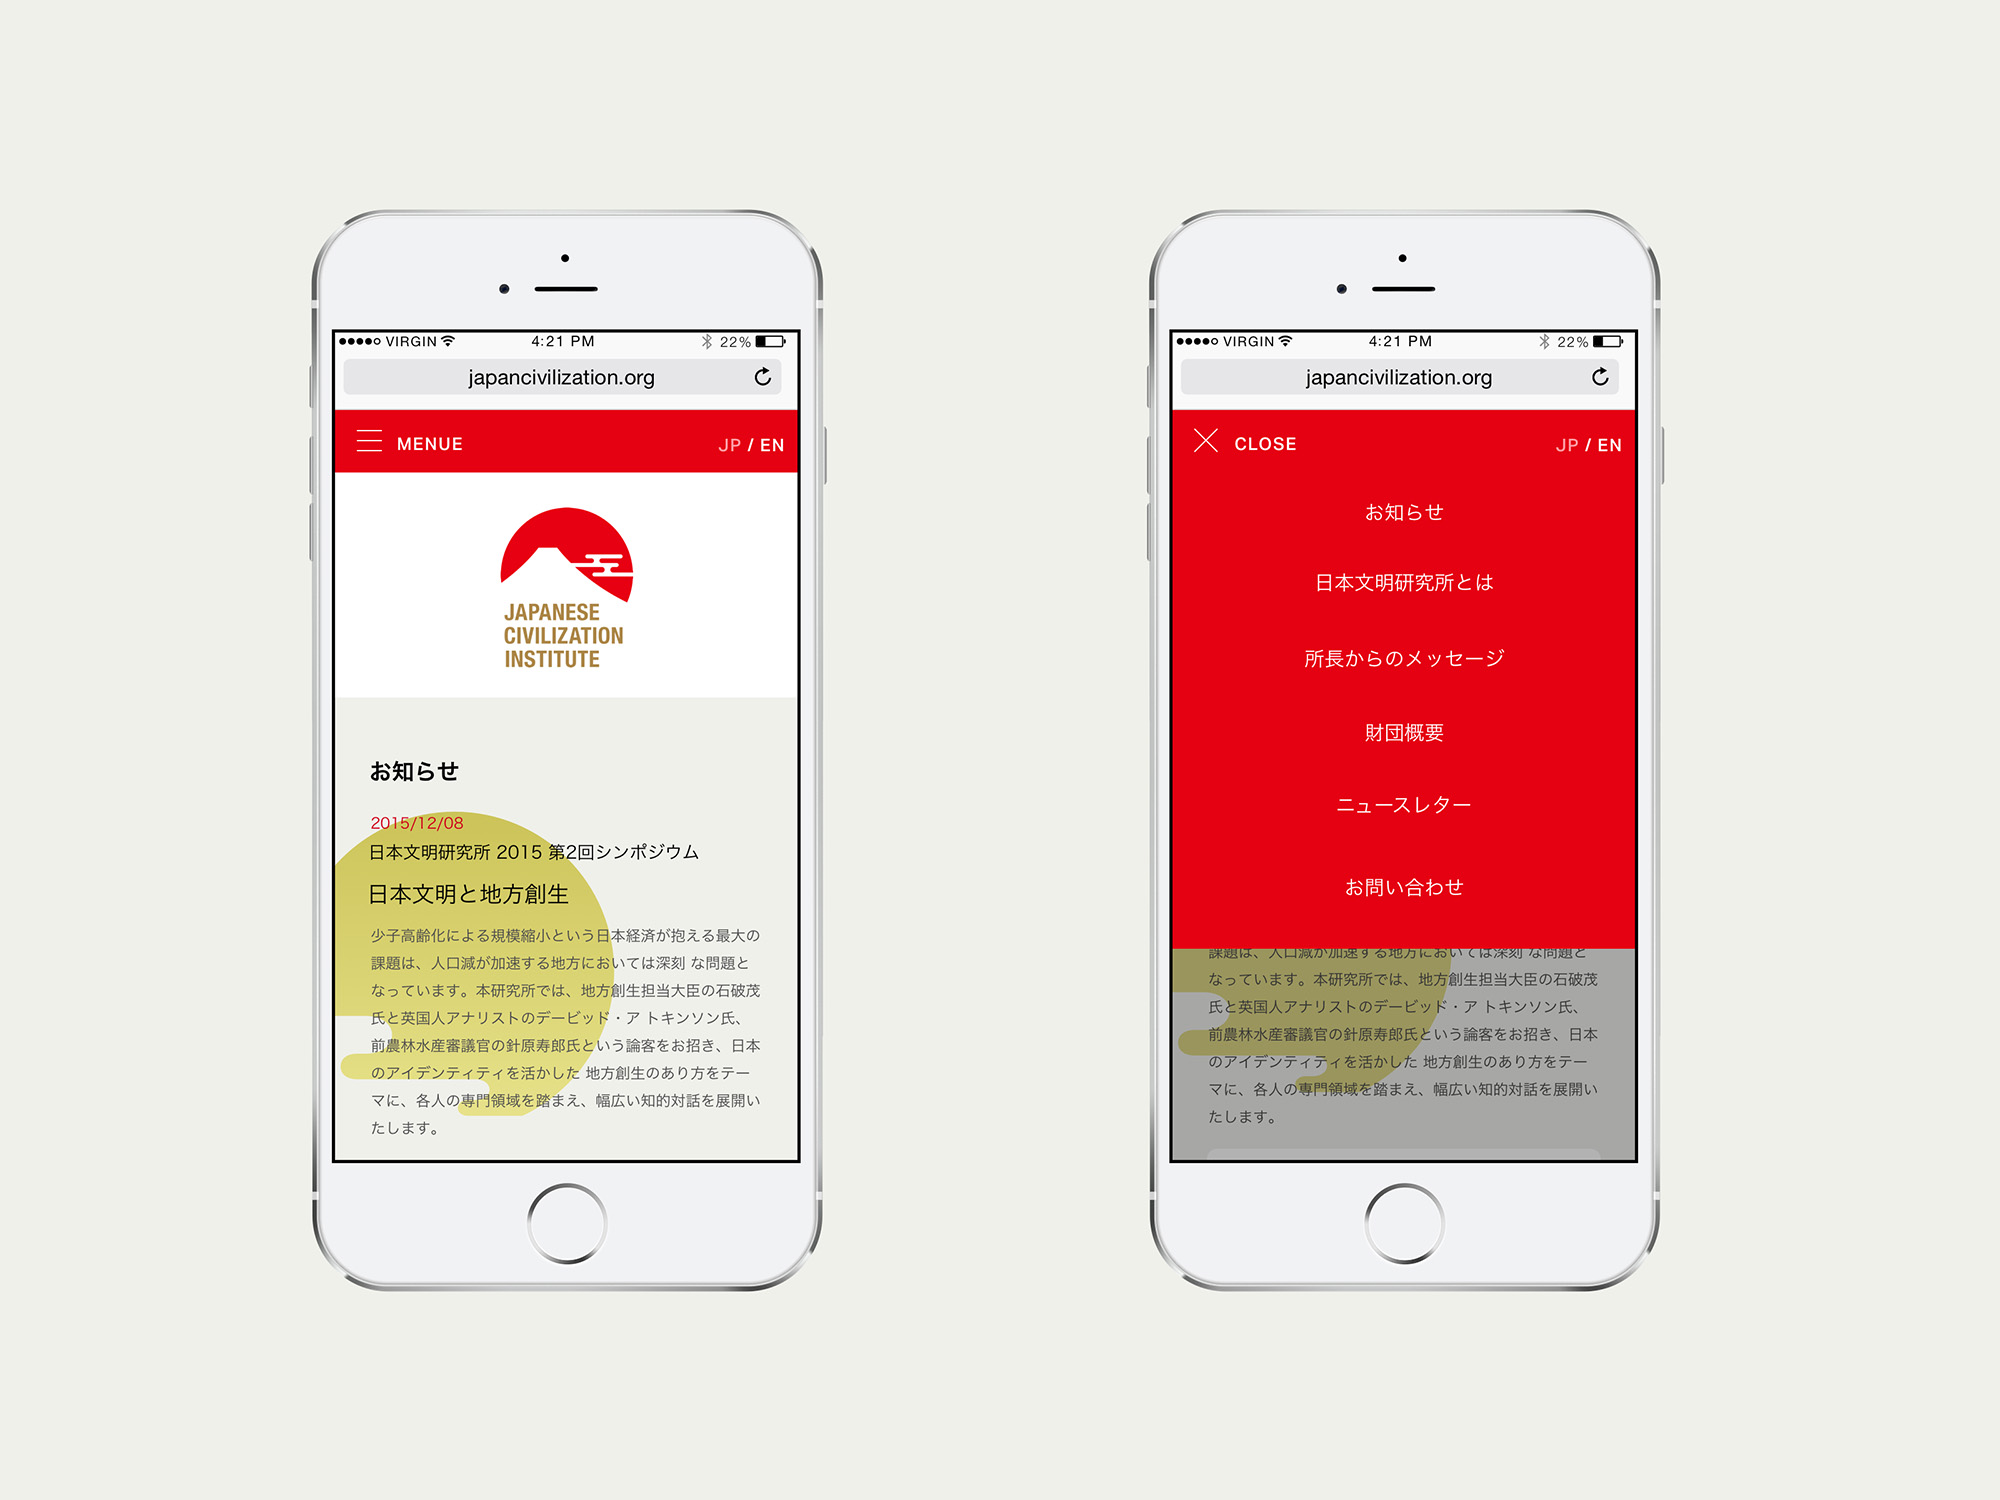 VIRGIN 4:21 PM 22%
japancivilization.org
MENUE JP / EN
JAPANESE
CIVILIZATION
INSTITUTE
お知らせ
2015/12/08
日本文明研究所 2015 第2回シンポジウム
日本文明と地方創生
少子高齢化による規模縮小という日本経済が抱える最大の
課題は、人口減が加速する地方においては深刻 な問題と
なっています。本研究所では、地方創生担当大臣の石破茂
氏と英国人アナリストのデービッド・ア トキンソン氏、
前農林水産審議官の針原寿郎氏という論客をお招き、日本
のアイデンティティを活かした 地方創生のあり方をテー
マに、各人の専門領域を踏まえ、幅広い知的対話を展開い
たします。
VIRGIN 4:21 PM 22%
japancivilization.org
CLOSE JP / EN
お知らせ
日本文明研究所とは
所長からのメッセージ
財団概要
ニュースレター
お問い合わせ
課題は、人口減が加速する地方においては深刻 な問題と
なっています。本研究所では、地方創生担当大臣の石破茂
氏と英国人アナリストのデービッド・ア トキンソン氏、
前農林水産審議官の針原寿郎氏という論客をお招き、日本
のアイデンティティを活かした 地方創生のあり方をテー
マに、各人の専門領域を踏まえ、幅広い知的対話を展開い
たします。